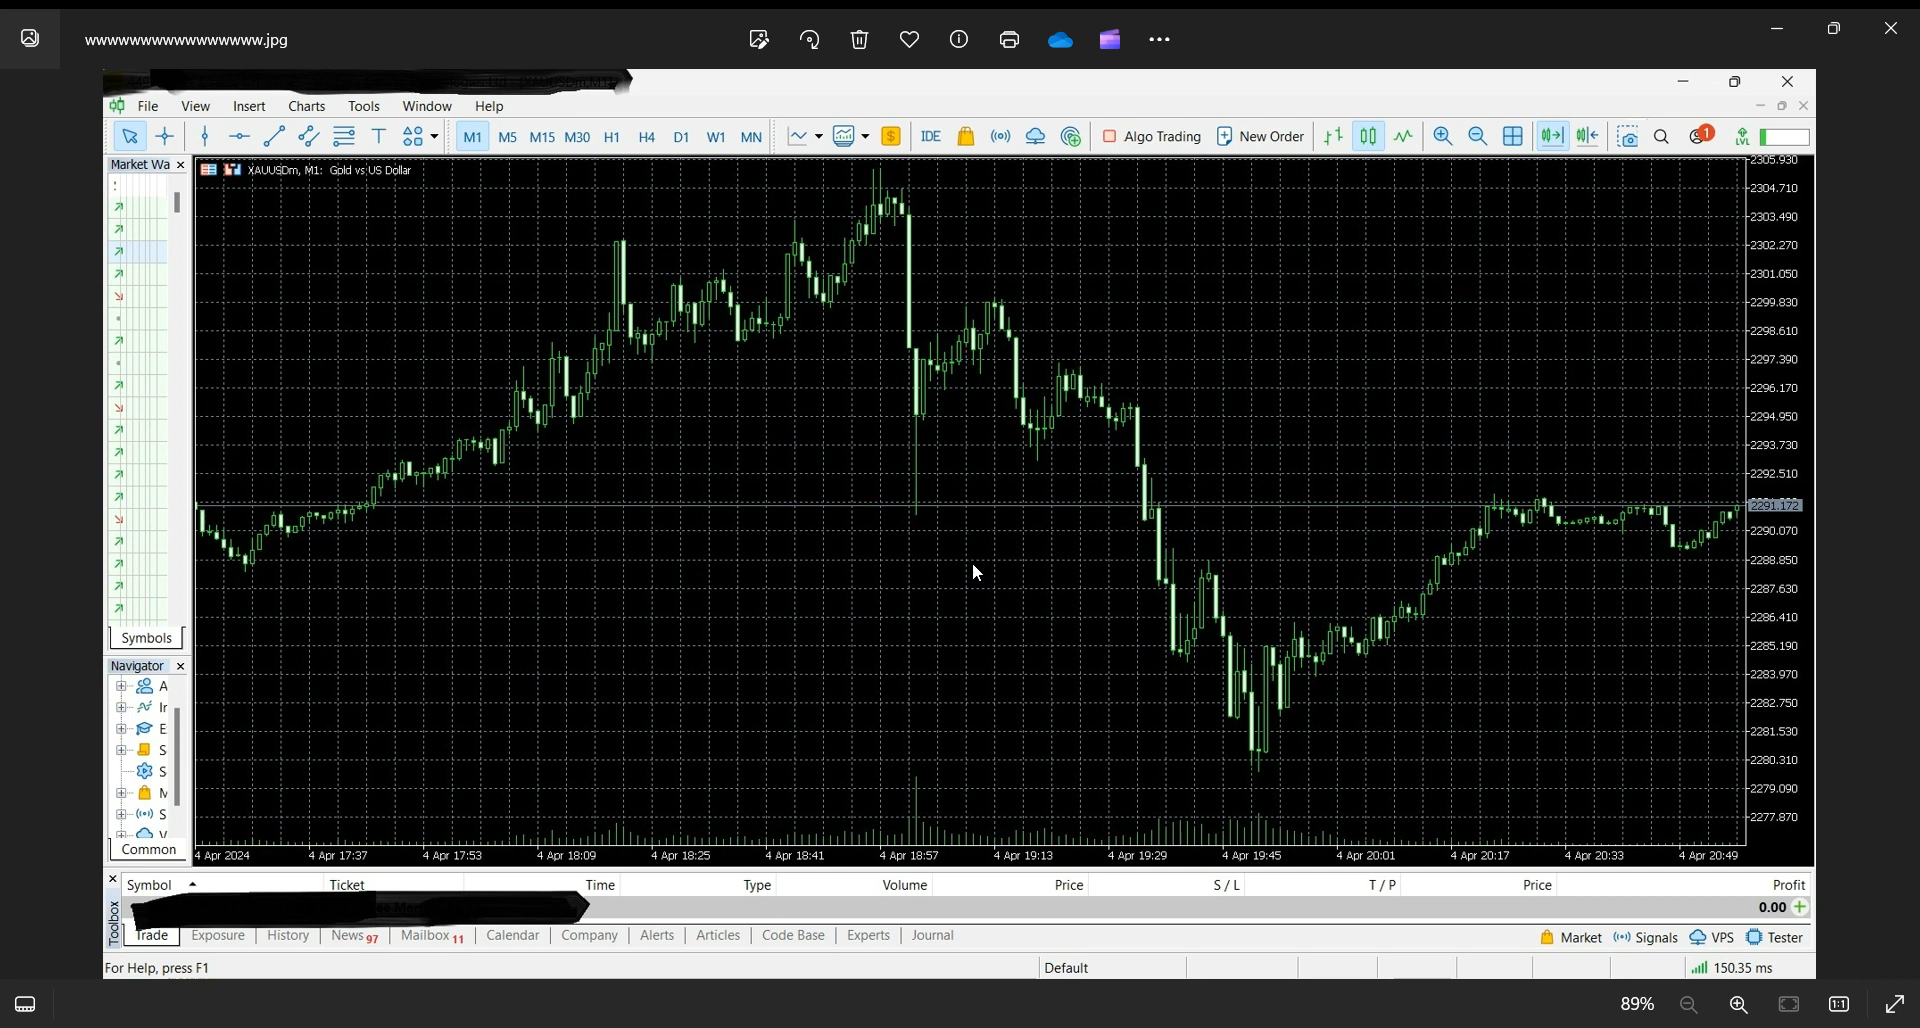 wwwwwwwwwwwwwwwww.jpg
File View Insert Charts Tools Window Help
M1 M5 M15 M30 H1 H4 D1 W1 MN IDE Algo Trading New Order 1 LVL
Market Wa
XAUUSDm, M1: Gold vs US Dollar
2305.930
2304.710
2303.490
2302.270
2301.050
2299.830
2298.610
2297.390
2296.170
2294.950
2293.730
2292.510
2291.172
2290.070
2288.850
2287.630
2286.410
2285.190
2283.970
2282.750
2281.530
2280.310
2279.090
2277.870
Symbols
Navigator
A
Ir
E
S
S
M
S
V
Common
4 Apr 2024 4 Apr 17:37 4 Apr 17:53 4 Apr 18:09 4 Apr 18:25 4 Apr 18:41 4 Apr 18:57 4 Apr 19:13 4 Apr 19:29 4 Apr 19:45 4 Apr 20:01 4 Apr 20:17 4 Apr 20:33 4 Apr 20:49
Symbol Ticket Time Type Volume Price S / L T / P Price Profit
0.00
Toolbox
Trade Exposure History News 97 Mailbox 11 Calendar Company Alerts Articles Code Base Experts Journal Market Signals VPS Tester
For Help, press F1 Default 150.35 ms
89% 1:1